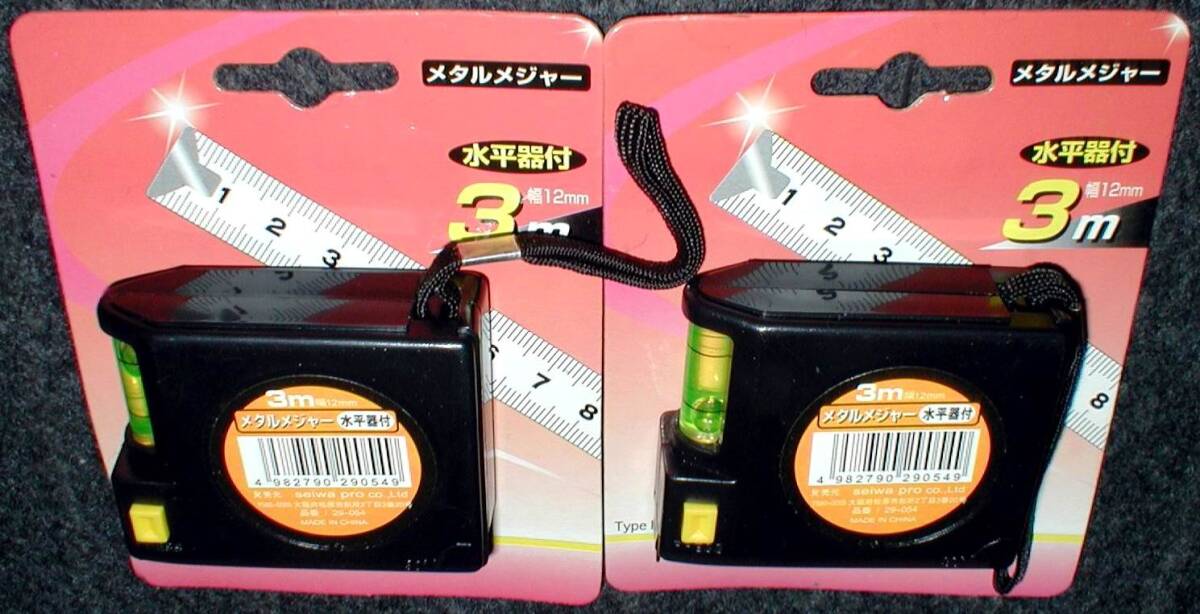 メタルメジャー
水平器付
3m
幅12mm
1 2 3
7 8
3m 幅12mm
メタルメジャー 水平器付
4 982790 290549
発売元 seiwa pro co.,Ltd
品番：29-054
MADE IN CHINA
メタルメジャー
水平器付
3m
幅12mm
1 2 3
8
3m 幅12mm
メタルメジャー 水平器付
4 982790 290549
発売元 seiwa pro co.,Ltd
品番：29-054
MADE IN CHINA
Type